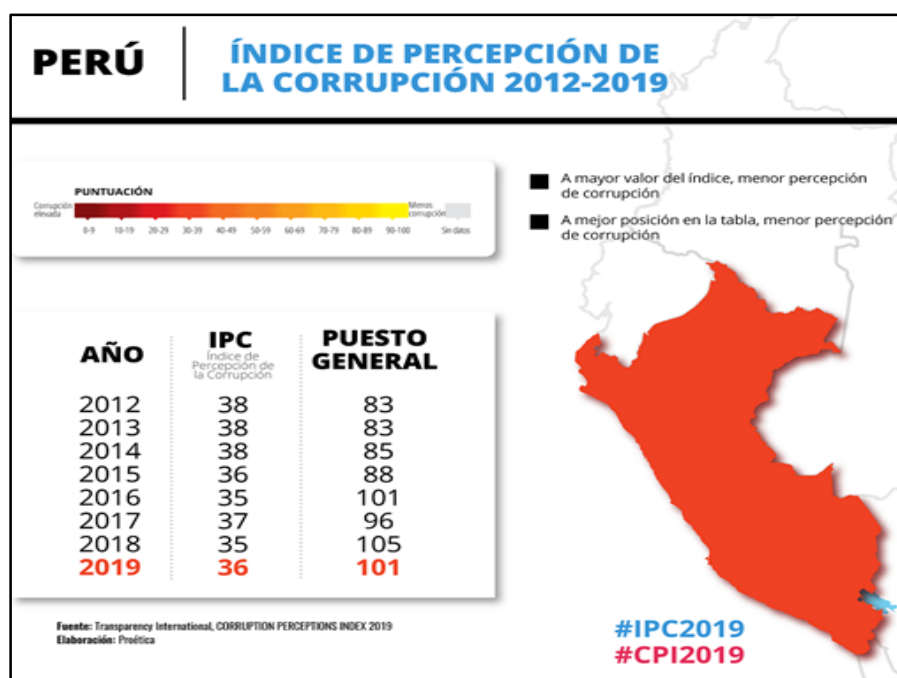 PERÚ
ÍNDICE DE PERCEPCIÓN DE
LA CORRUPCIÓN 2012-2019
PUNTUACIÓN
Corrupción
elevada
Menos
corrupción
0-9 10-19 20-29 30-39 40-49 50-59 60-69 70-79 80-89 90-100 Sin datos
A mayor valor del índice, menor percepción
de corrupción
A mejor posición en la tabla, menor percepción
de corrupción
AÑO IPC PUESTO
Índice de GENERAL
Percepción de
la Corrupción
2012 38 83
2013 38 83
2014 38 85
2015 36 88
2016 35 101
2017 37 96
2018 35 105
2019 36 101
Fuente: Transparency International, CORRUPTION PERCEPTIONS INDEX 2019
Elaboración: Proética
#IPC2019
#CPI2019